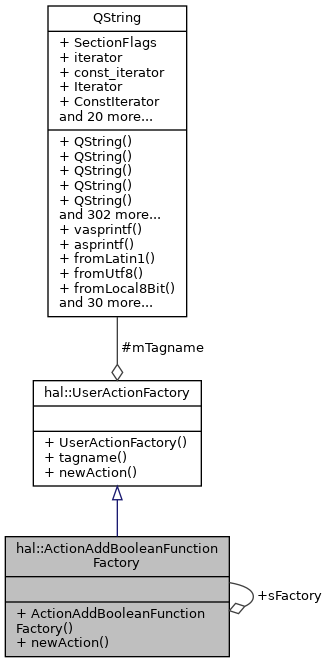 QString
+ SectionFlags
+ iterator
+ const_iterator
+ Iterator
+ ConstIterator
and 20 more...
+ QString()
+ QString()
+ QString()
+ QString()
+ QString()
and 302 more...
+ vasprintf()
+ asprintf()
+ fromLatin1()
+ fromUtf8()
+ fromLocal8Bit()
and 30 more...
#mTagname
hal::UserActionFactory
+ UserActionFactory()
+ tagname()
+ newAction()
hal::ActionAddBooleanFunction
Factory
+sFactory
+ ActionAddBooleanFunction
Factory()
+ newAction()